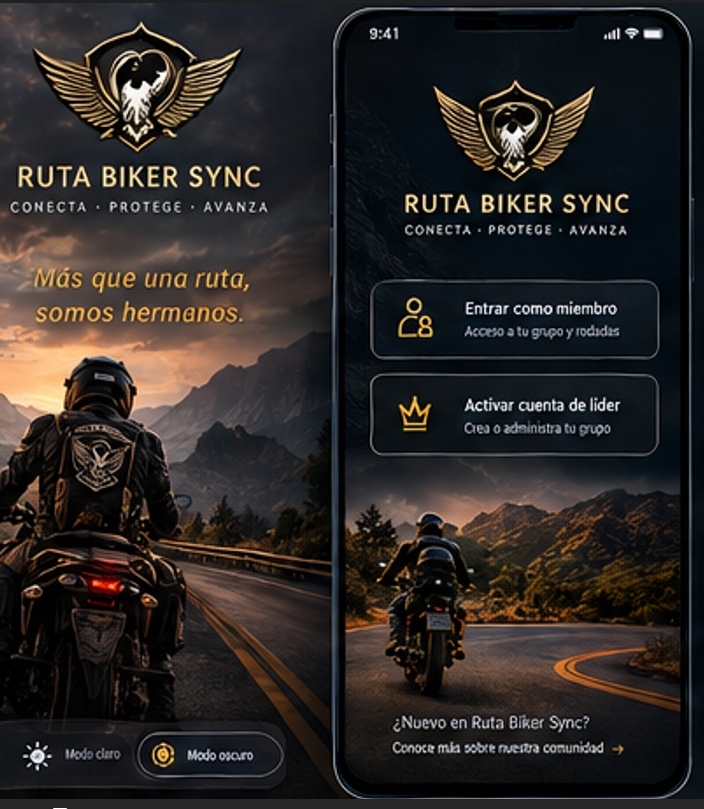 RUTA BIKER SYNC
CONECTA · PROTEGE · AVANZA
Más que una ruta,
somos hermanos.
Modo claro
Modo oscuro
9:41
RUTA BIKER SYNC
CONECTA · PROTEGE · AVANZA
Entrar como miembro
Acceso a tu grupo y rodadas
Activar cuenta de lider
Crea o administra tu grupo
¿Nuevo en Ruta Biker Sync?
Conoce más sobre nuestra comunidad →